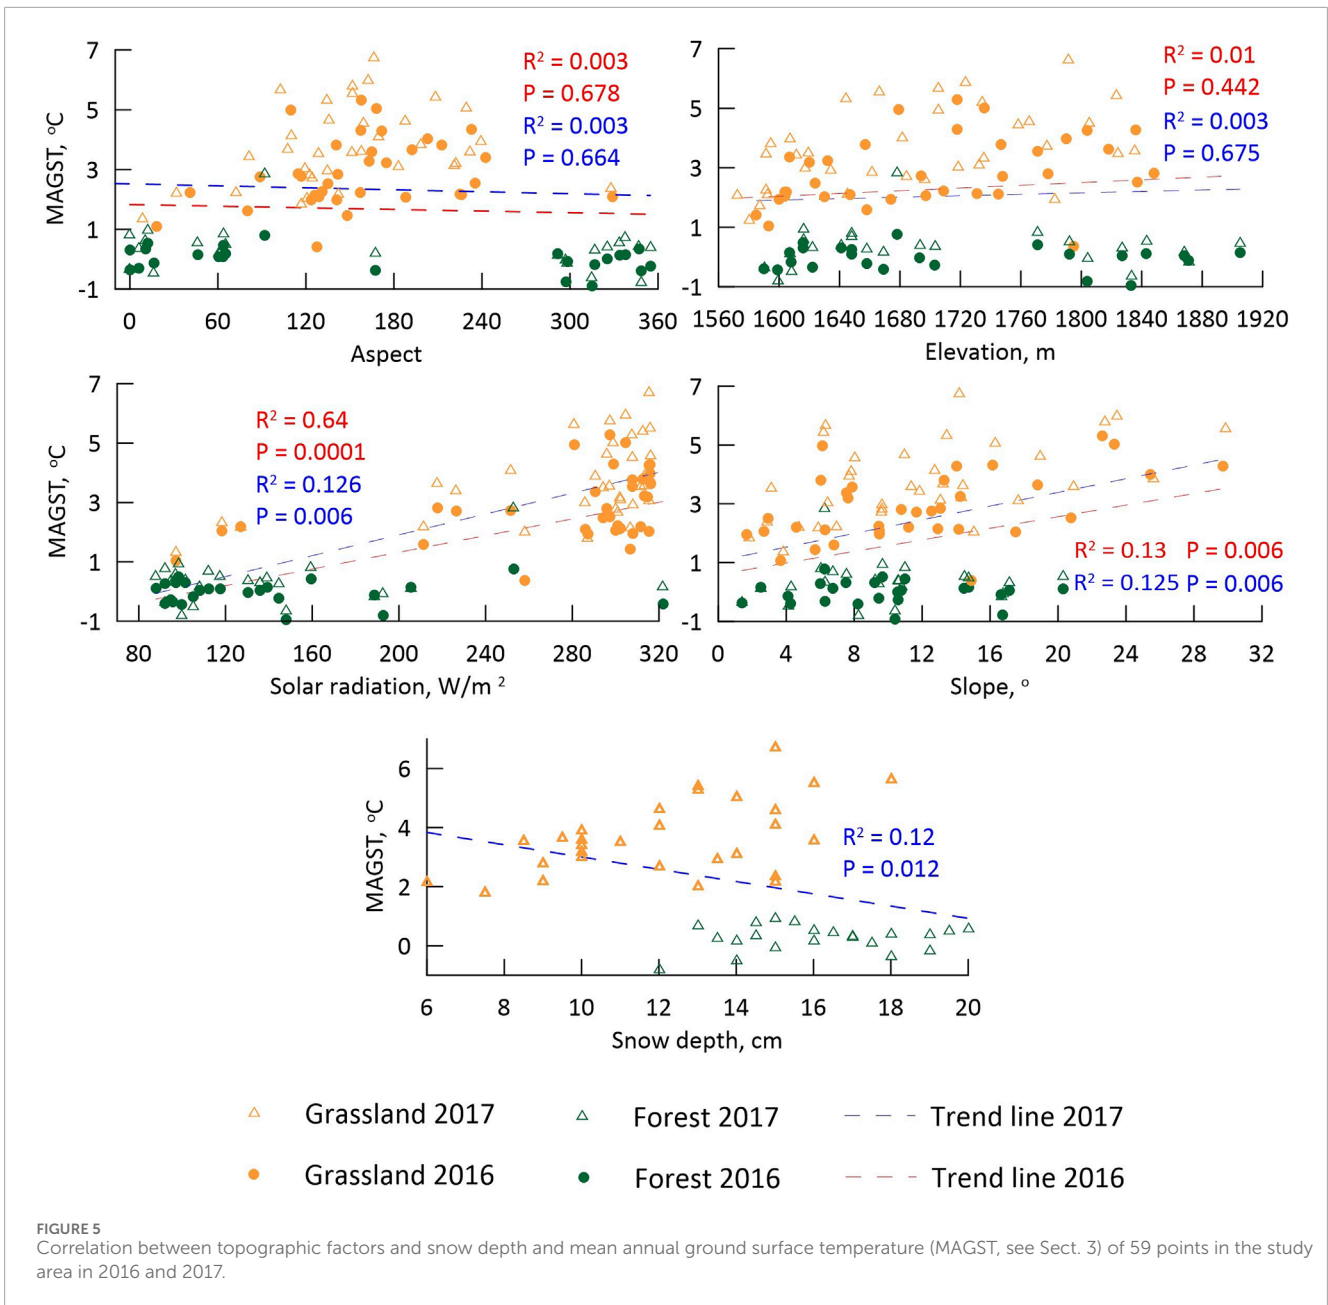 7
5
3
1
-1
MAGST, °C
R² = 0.003
P = 0.678
R² = 0.003
P = 0.664
0 60 120 180 240 300 360
Aspect
7
5
3
1
-1
R² = 0.01
P = 0.442
R² = 0.003
P = 0.675
1560 1600 1640 1680 1720 1760 1800 1840 1880 1920
Elevation, m
7
5
3
1
-1
MAGST, °C
R² = 0.64
P = 0.0001
R² = 0.126
P = 0.006
80 120 160 200 240 280 320
Solar radiation, W/m ²
7
5
3
1
-1
R² = 0.13 P = 0.006
R² = 0.125 P = 0.006
0 4 8 12 16 20 24 28 32
Slope, °
6
4
2
0
MAGST, °C
R² = 0.12
P = 0.012
6 8 10 12 14 16 18 20
Snow depth, cm
Grassland 2017 Forest 2017 Trend line 2017
Grassland 2016 Forest 2016 Trend line 2016
FIGURE 5
Correlation between topographic factors and snow depth and mean annual ground surface temperature (MAGST, see Sect. 3) of 59 points in the study
area in 2016 and 2017.